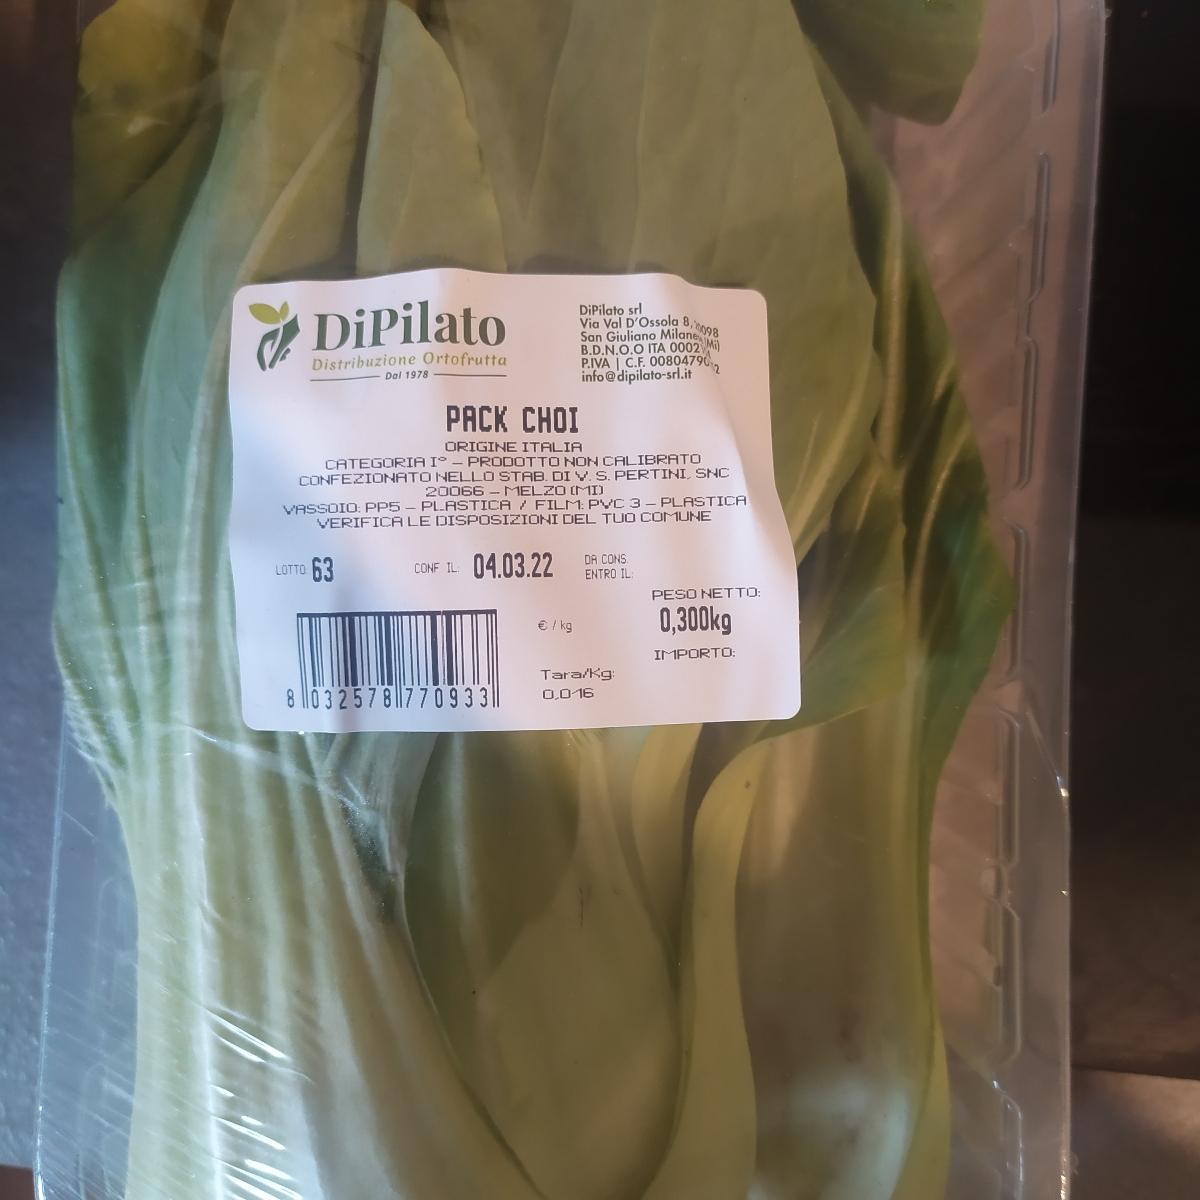 DiPilato
Distribuzione Ortofrutta
Dal 1978
DiPilato srl
Via Val D'Ossola 8,
San Giuliano Milanese (Mi)
B.D.N.O.O ITA
P.IVA | C.F.
info@dipilato-srl.it
PACK CHOI
ORIGINE ITALIA
CATEGORIA I° – PRODOTTO NON CALIBRATO
CONFEZIONATO NELLO STAB. DI V. S. PERTINI, SNC
20066 – MELZO (MI)
VASSOIO: PP5 – PLASTICA / FILM: PVC 3 – PLASTICA
VERIFICA LE DISPOSIZIONI DEL TUO COMUNE
LOTTO: 63
CONF IL: 04.03.22
DA CONS.
ENTRO IL:
PESO NETTO:
0,300kg
€ / kg
IMPORTO:
Tara/Kg:
0,016
8 032578 770933